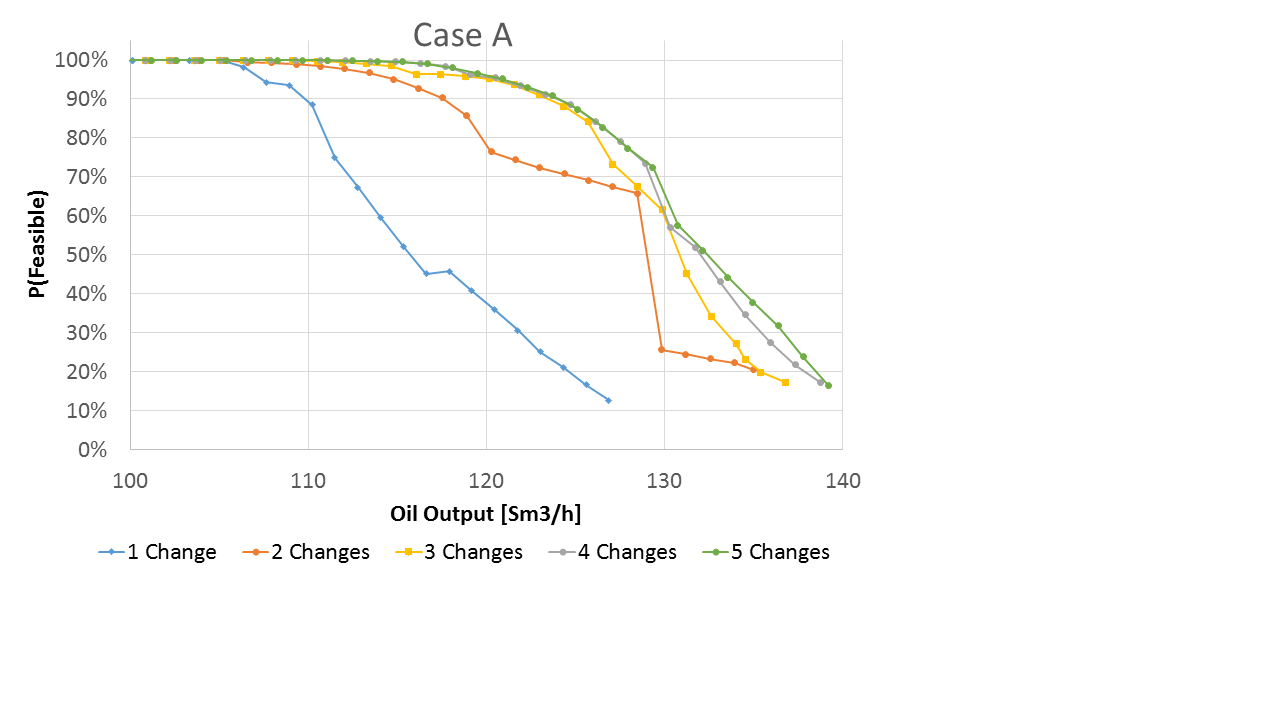 Case A
100%
90%
80%
70%
60%
50%
40%
30%
20%
10%
0%
P(Feasible)
100 110 120 130 140
Oil Output [Sm3/h]
1 Change 2 Changes 3 Changes 4 Changes 5 Changes